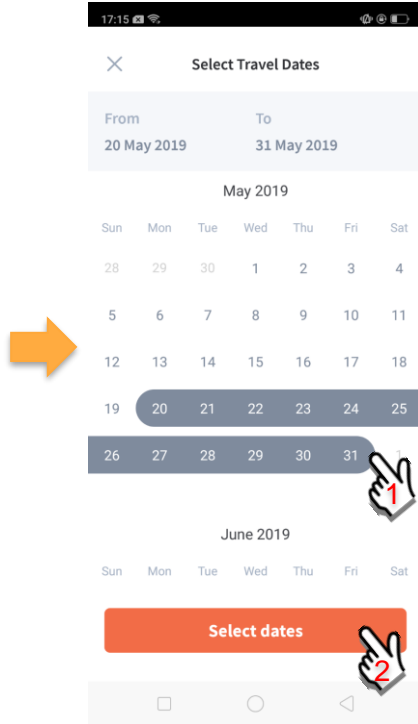 17:15
Select Travel Dates
From To
20 May 2019 31 May 2019
May 2019
Sun Mon Tue Wed Thu Fri Sat
28 29 30 1 2 3 4
5 6 7 8 9 10 11
12 13 14 15 16 17 18
19 20 21 22 23 24 25
26 27 28 29 30 31 1
1
June 2019
Sun Mon Tue Wed Thu Fri Sat
Select dates
2